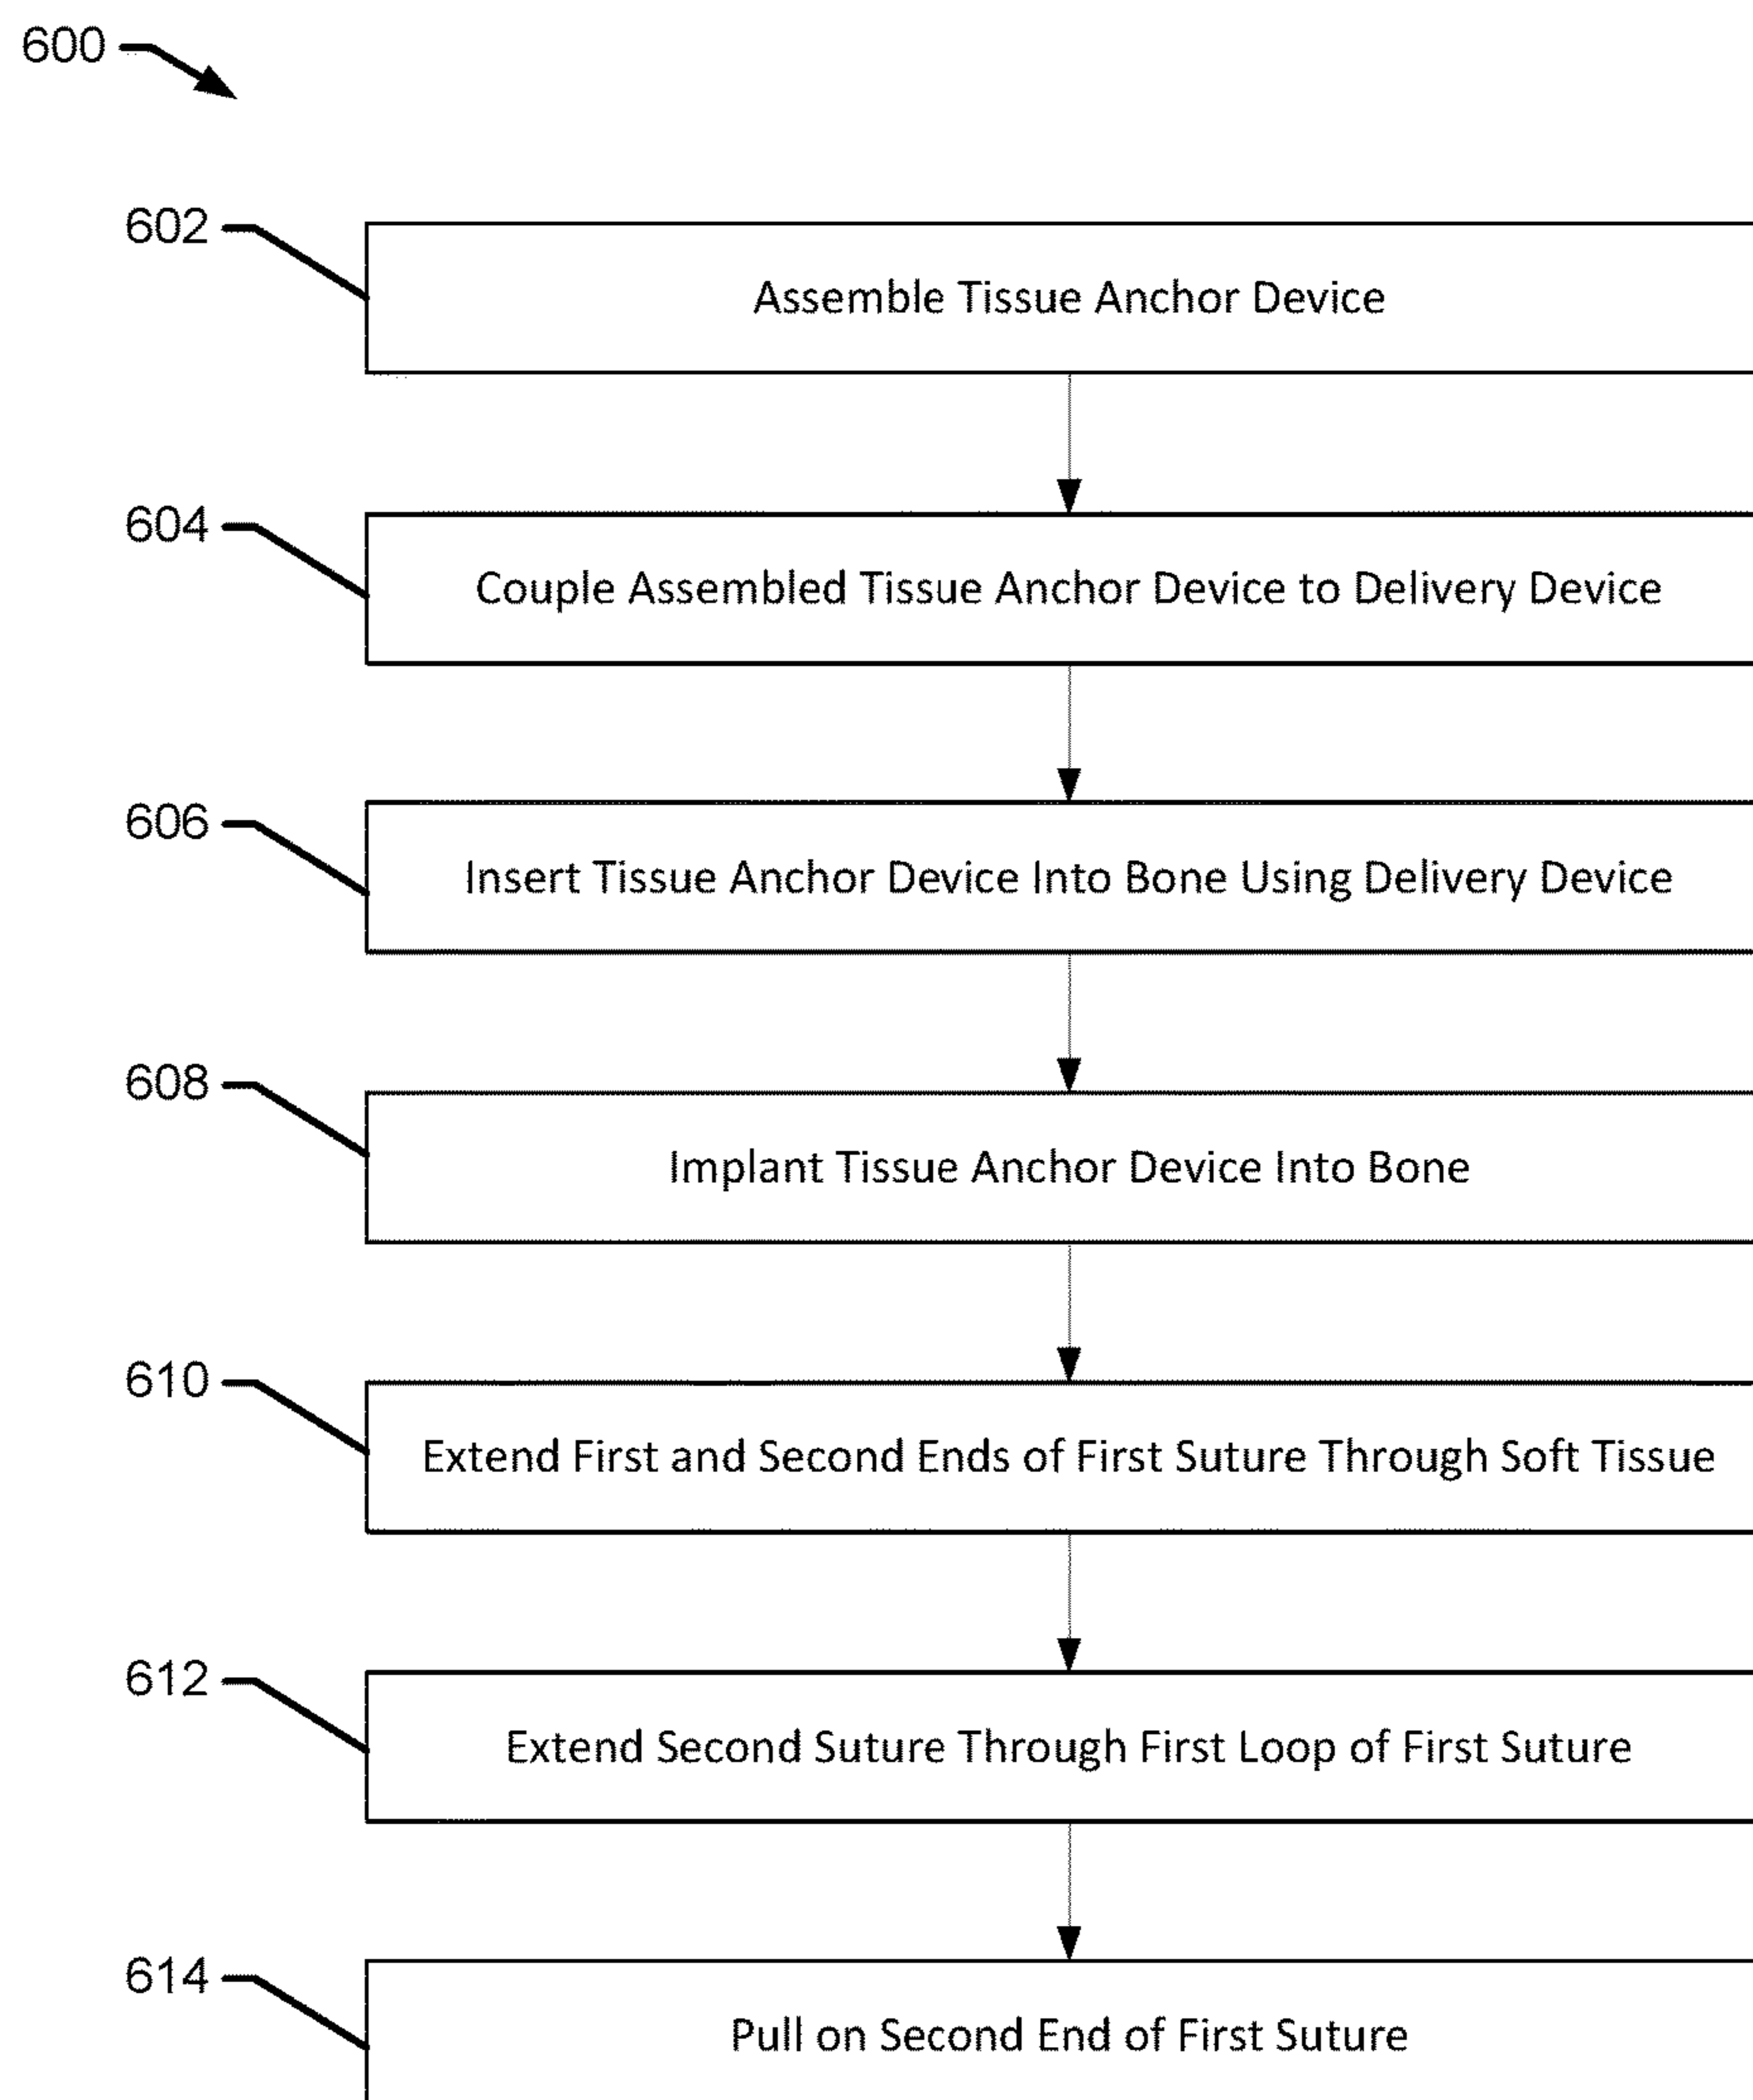 600
602
Assemble Tissue Anchor Device
604
Couple Assembled Tissue Anchor Device to Delivery Device
606
Insert Tissue Anchor Device Into Bone Using Delivery Device
608
Implant Tissue Anchor Device Into Bone
610
Extend First and Second Ends of First Suture Through Soft Tissue
612
Extend Second Suture Through First Loop of First Suture
614
Pull on Second End of First Suture